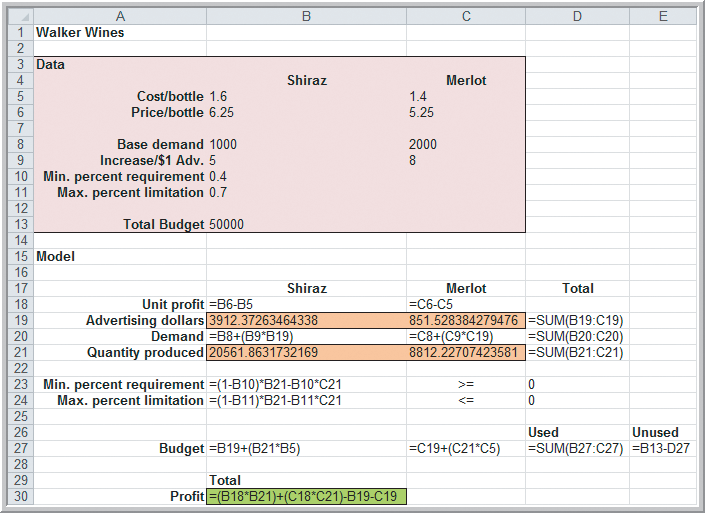 A B C D E
1 Walker Wines
2
3 Data
4 Shiraz Merlot
5 Cost/bottle 1.6 1.4
6 Price/bottle 6.25 5.25
7
8 Base demand 1000 2000
9 Increase/$1 Adv. 5 8
10 Min. percent requirement 0.4
11 Max. percent limitation 0.7
12
13 Total Budget 50000
14
15 Model
16
17 Shiraz Merlot Total
18 Unit profit =B6-B5 =C6-C5
19 Advertising dollars 3912.37263464338 851.528384279476 =SUM(B19:C19)
20 Demand =B8+(B9*B19) =C8+(C9*C19) =SUM(B20:C20)
21 Quantity produced 20561.8631732169 8812.22707423581 =SUM(B21:C21)
22
23 Min. percent requirement =(1-B10)*B21-B10*C21 >= 0
24 Max. percent limitation =(1-B11)*B21-B11*C21 <= 0
25
26 Used Unused
27 Budget =B19+(B21*B5) =C19+(C21*C5) =SUM(B27:C27) =B13-D27
28
29 Total
30 Profit =(B18*B21)+(C18*C21)-B19-C19